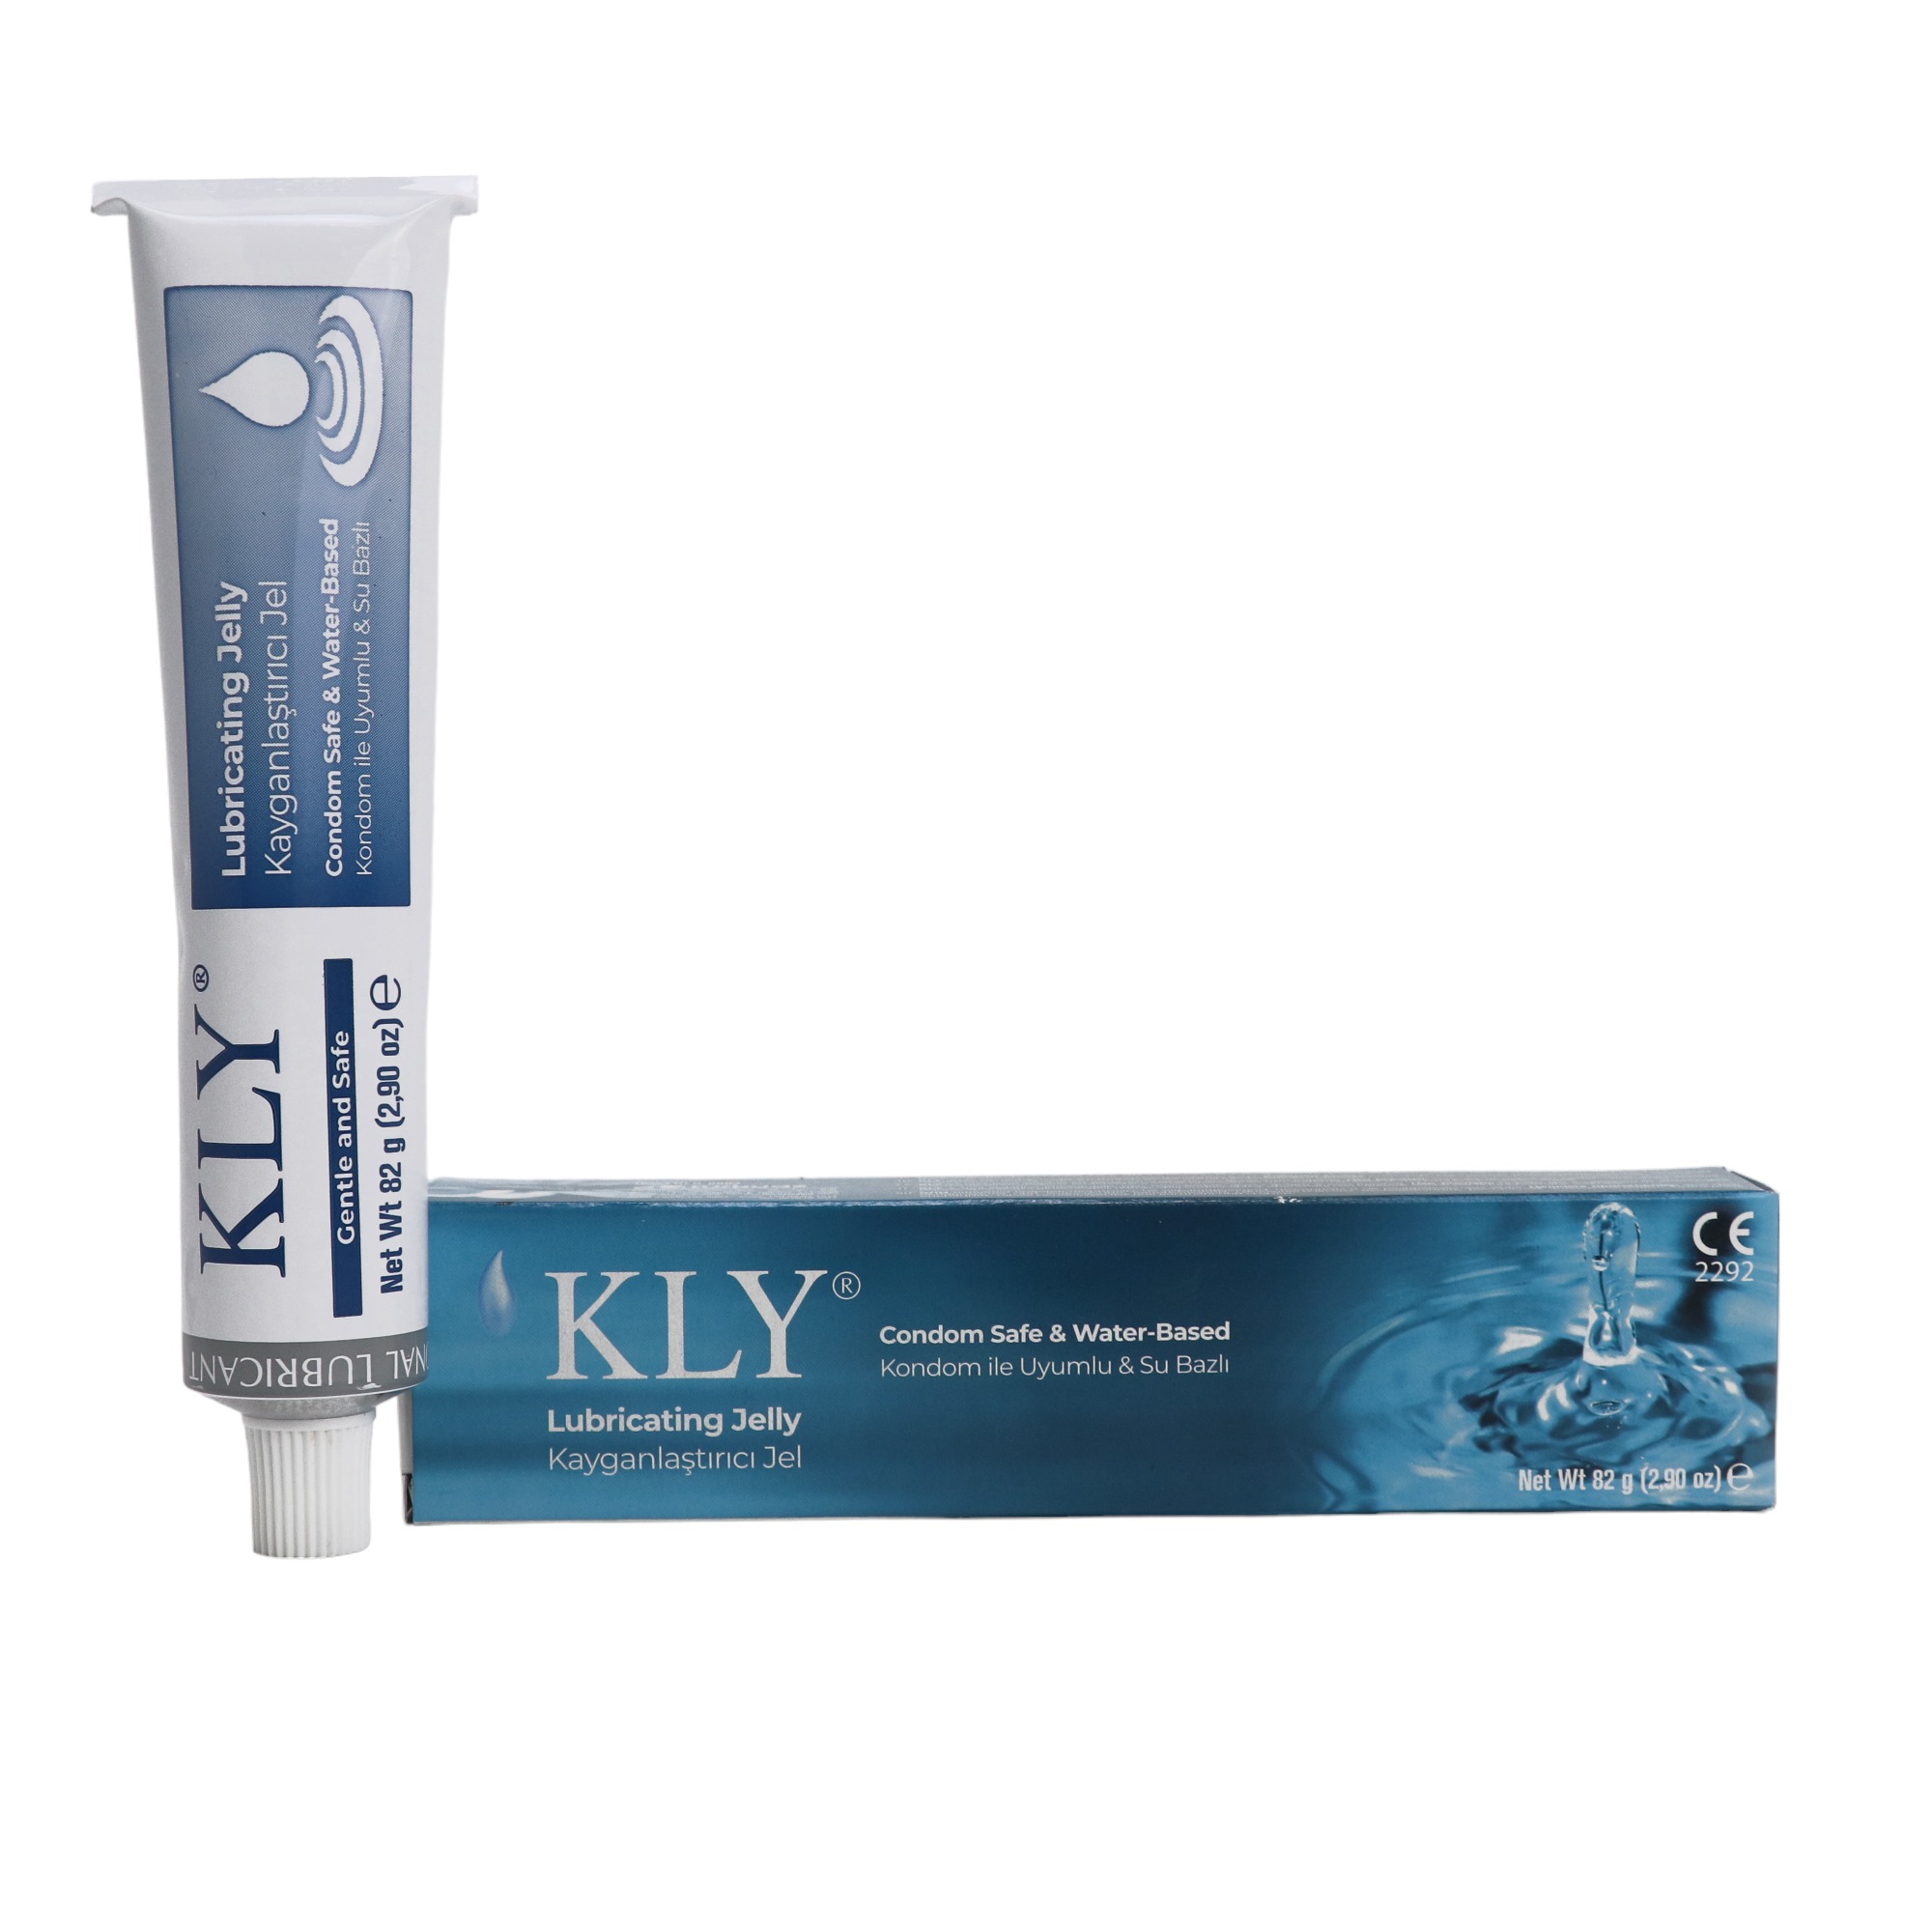 KLY®
Gentle and Safe
Net Wt 82 g (2,90 oz) ℮
Lubricating Jelly
Kayganlaştırıcı Jel
Condom Safe & Water-Based
Kondom ile Uyumlu & Su Bazlı
LUBRICANT
KLY®
Lubricating Jelly
Kayganlaştırıcı Jel
Condom Safe & Water-Based
Kondom ile Uyumlu & Su Bazlı
CE
2292
Net Wt 82 g (2,90 oz) ℮